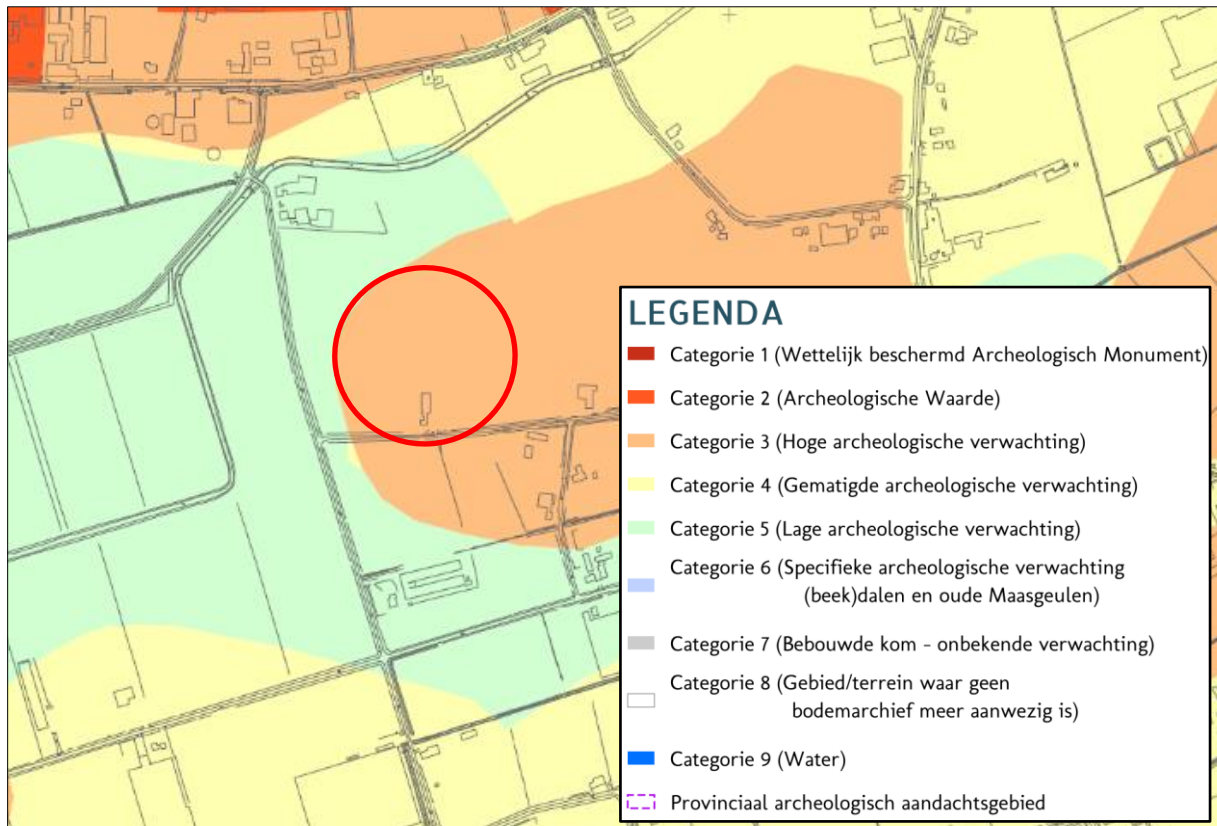 LEGENDA
Categorie 1 (Wettelijk beschermd Archeologisch Monument)
Categorie 2 (Archeologische Waarde)
Categorie 3 (Hoge archeologische verwachting)
Categorie 4 (Gematigde archeologische verwachting)
Categorie 5 (Lage archeologische verwachting)
Categorie 6 (Specifieke archeologische verwachting
(beek)dalen en oude Maasgeulen)
Categorie 7 (Bebouwde kom - onbekende verwachting)
Categorie 8 (Gebied/terrein waar geen
bodemarchief meer aanwezig is)
Categorie 9 (Water)
Provinciaal archeologisch aandachtsgebied